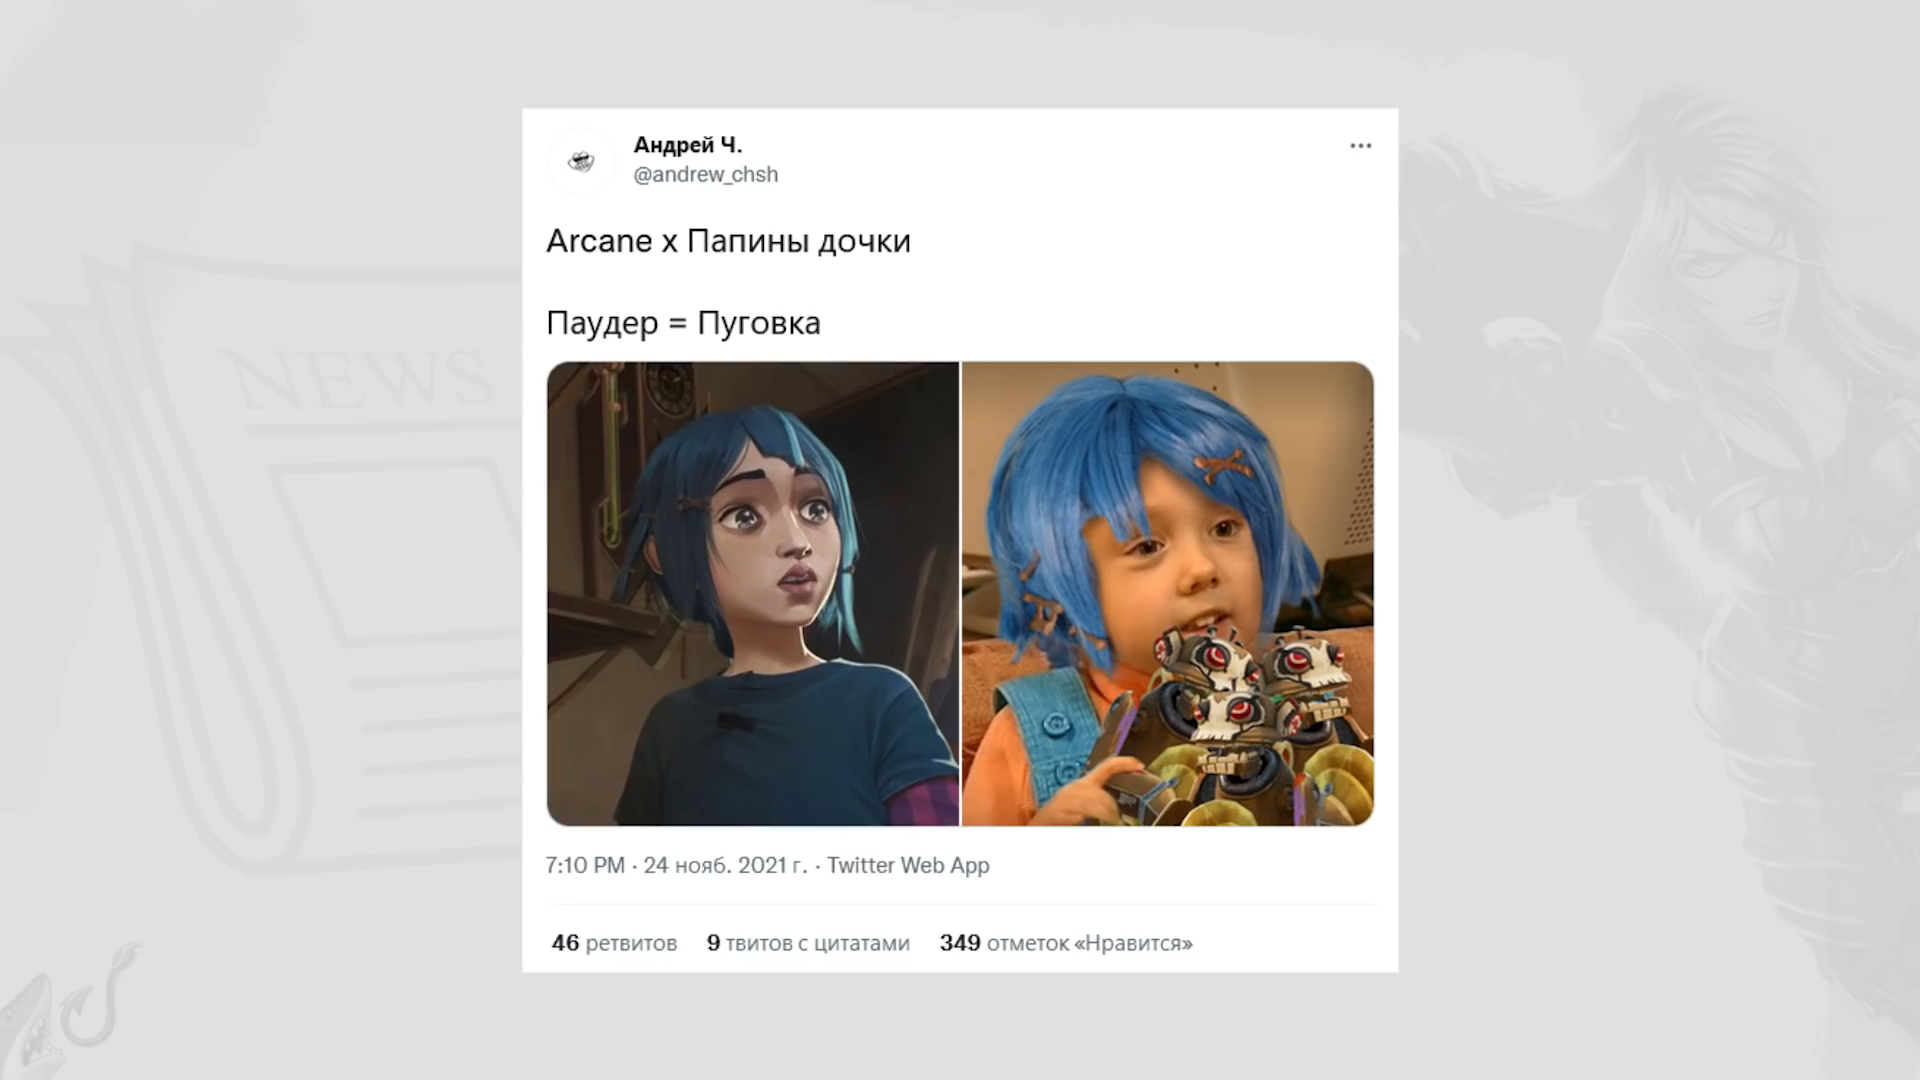 Андрей Ч.
@andrew_chsh
Arcane x Папины дочки
Паудер = Пуговка
NEWS
7:10 PM · 24 нояб. 2021 г. · Twitter Web App
46 ретвитов 9 твитов с цитатами 349 отметок «Нравится»